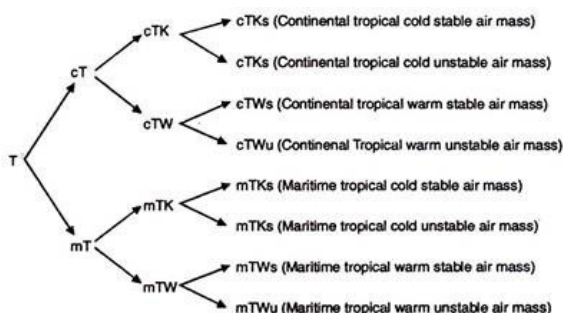 cTKs (Continental tropical cold stable air mass)
cTK
cTKs (Continental tropical cold unstable air mass)
cT
cTWs (Continental tropical warm stable air mass)
cTW
cTWu (Continenal Tropical warm unstable air mass)
T
mTKs (Maritime tropical cold stable air mass)
mTK
mTKs (Maritime tropical cold unstable air mass)
mT
mTWs (Maritime tropical warm stable air mass)
mTW
mTWu (Maritime tropical warm unstable air mass)